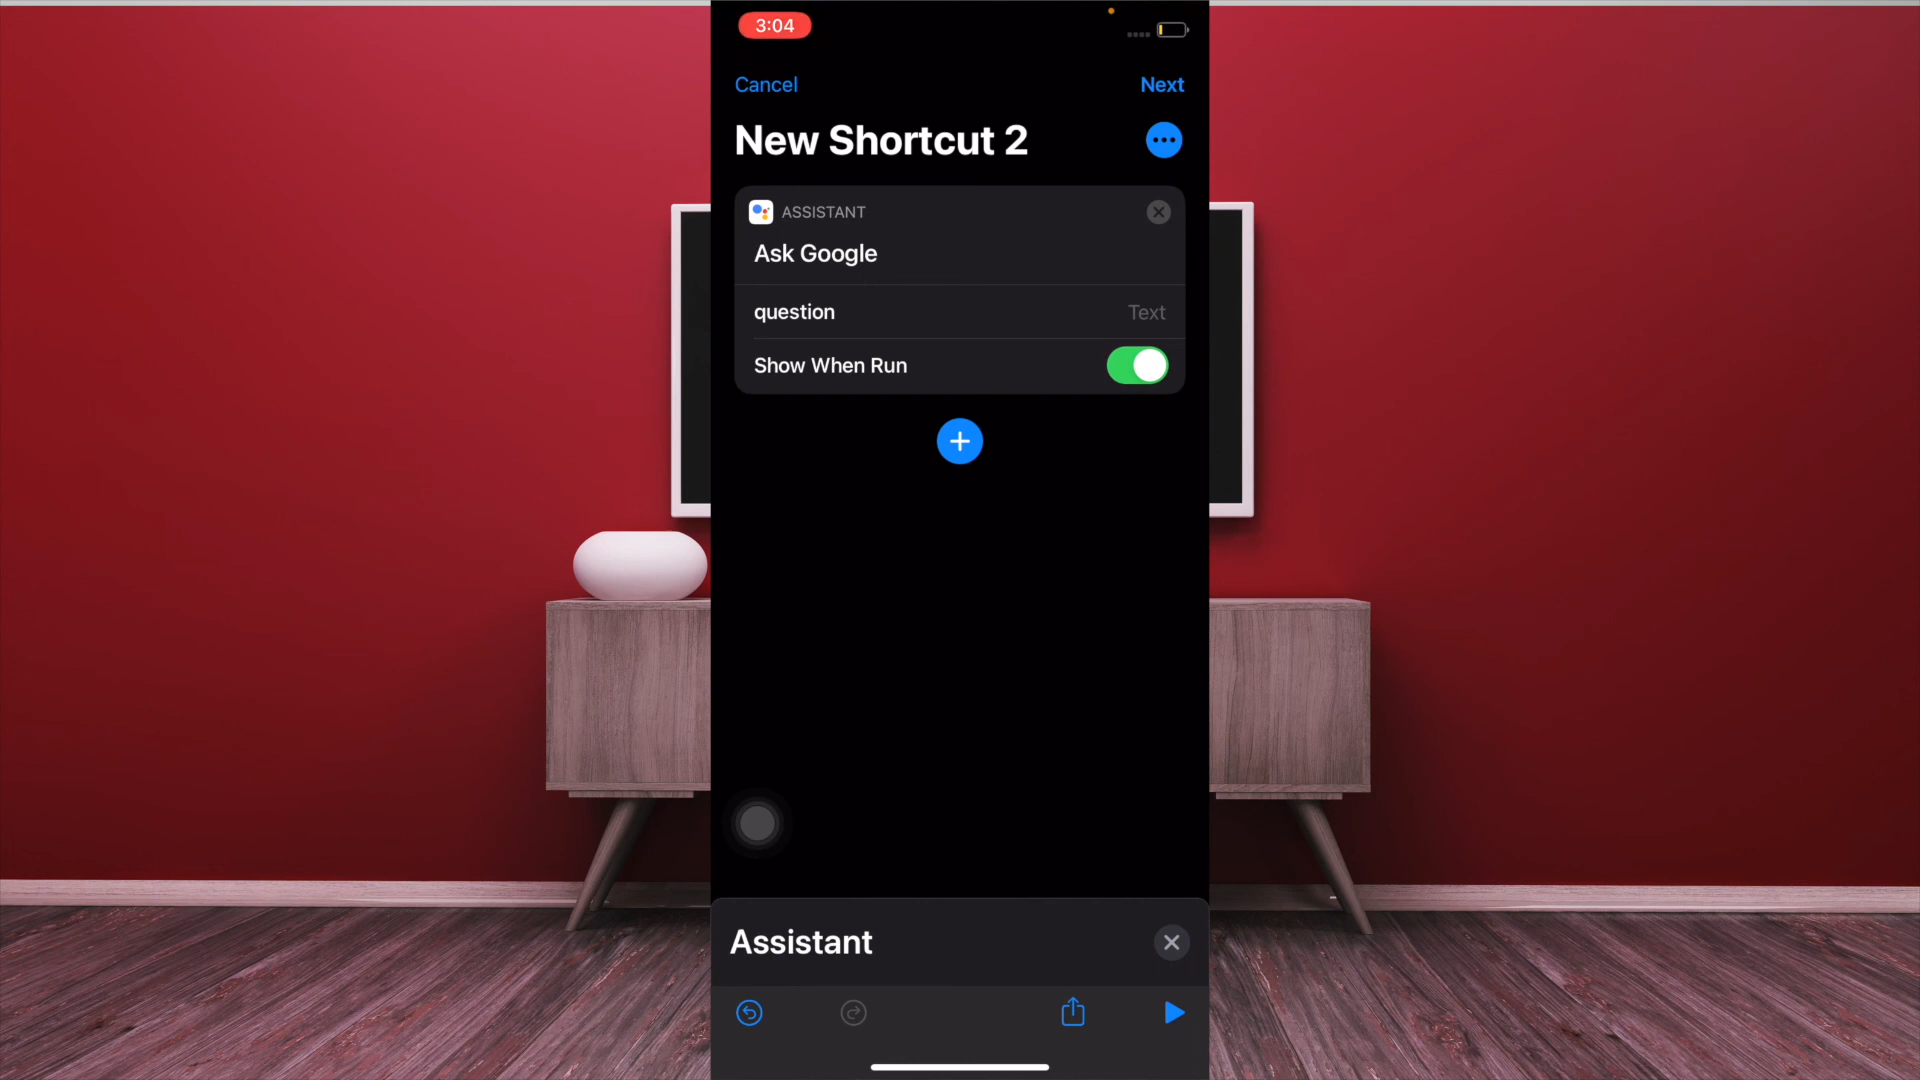 3:04
Cancel
Next
New Shortcut 2
ASSISTANT
Ask Google
question
Text
Show When Run
Assistant